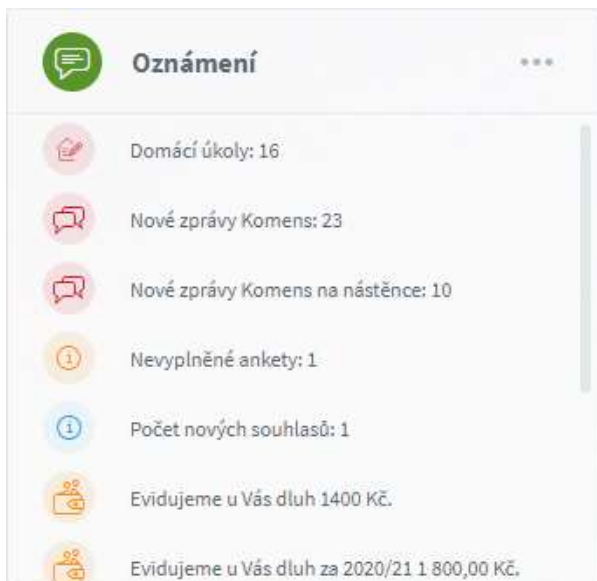 Oznámení
Domácí úkoly: 16
Nové zprávy Komens: 23
Nové zprávy Komens na nástěnce: 10
Nevyplněné ankety: 1
Počet nových souhlasů: 1
Evidujeme u Vás dluh 1400 Kč.
Evidujeme u Vás dluh za 2020/21 1 800,00 Kč.